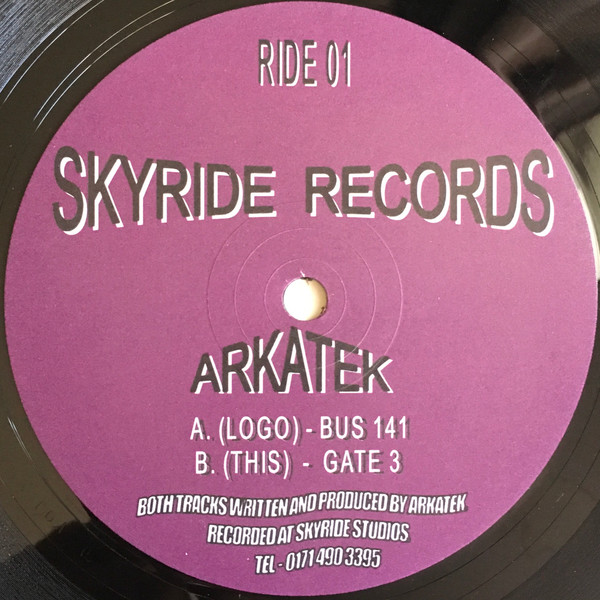 RIDE 01
SKYRIDE RECORDS
ARKATEK
A. (LOGO) - BUS 141
B. (THIS) - GATE 3
BOTH TRACKS WRITTEN AND PRODUCED BY ARKATEK
RECORDED AT SKYRIDE STUDIOS
TEL - 0171 490 3395